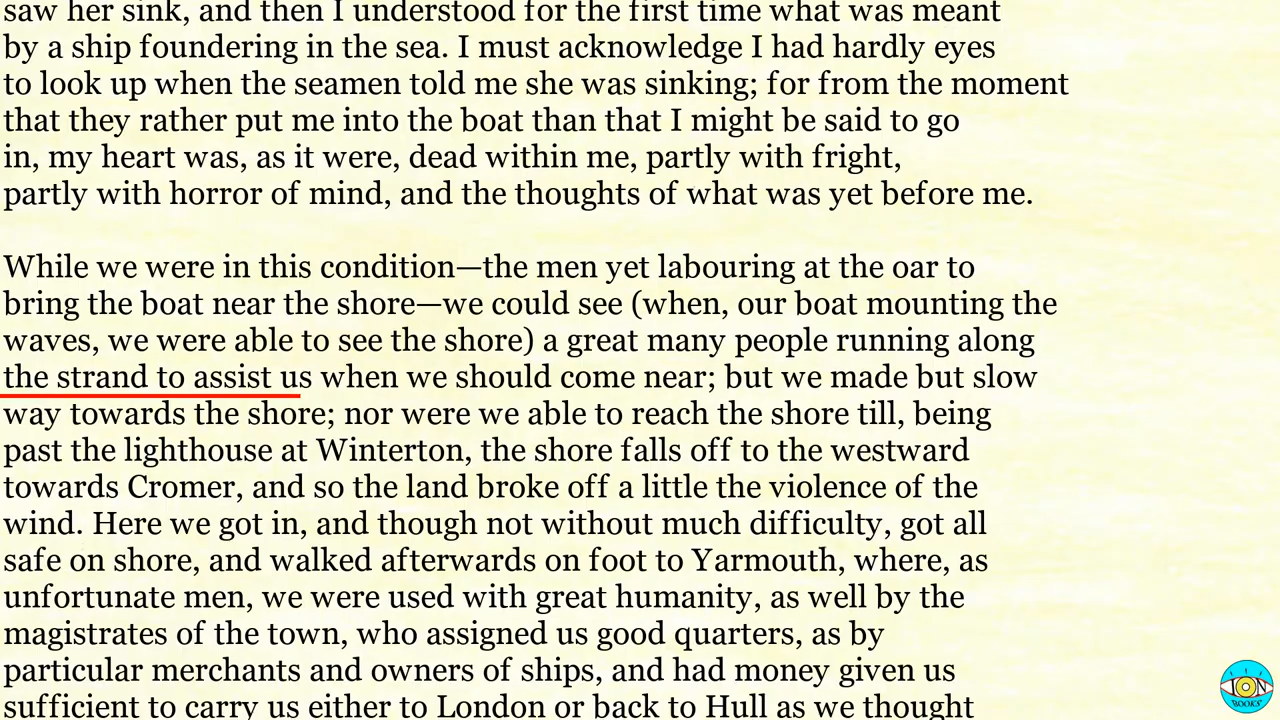 saw her sink, and then I understood for the first time what was meant
by a ship foundering in the sea. I must acknowledge I had hardly eyes
to look up when the seamen told me she was sinking; for from the moment
that they rather put me into the boat than that I might be said to go
in, my heart was, as it were, dead within me, partly with fright,
partly with horror of mind, and the thoughts of what was yet before me.
While we were in this condition—the men yet labouring at the oar to
bring the boat near the shore—we could see (when, our boat mounting the
waves, we were able to see the shore) a great many people running along
the strand to assist us when we should come near; but we made but slow
way towards the shore; nor were we able to reach the shore till, being
past the lighthouse at Winterton, the shore falls off to the westward
towards Cromer, and so the land broke off a little the violence of the
wind. Here we got in, and though not without much difficulty, got all
safe on shore, and walked afterwards on foot to Yarmouth, where, as
unfortunate men, we were used with great humanity, as well by the
magistrates of the town, who assigned us good quarters, as by
particular merchants and owners of ships, and had money given us
sufficient to carry us either to London or back to Hull as we thought
ION
BOOKS